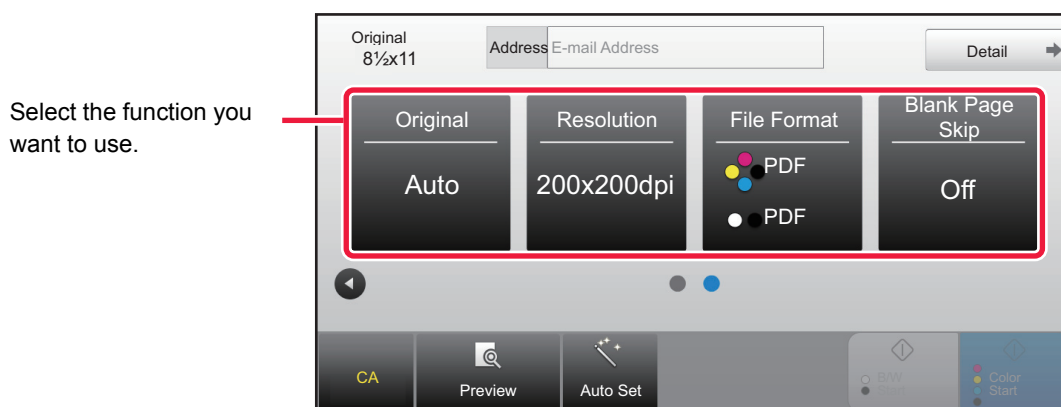 Select the function you
want to use.
Original
8½x11
Address E-mail Address
Detail
Original
Auto
Resolution
200x200dpi
File Format
PDF
PDF
Blank Page
Skip
Off
CA
Preview
Auto Set
B/W
Start
Color
Start